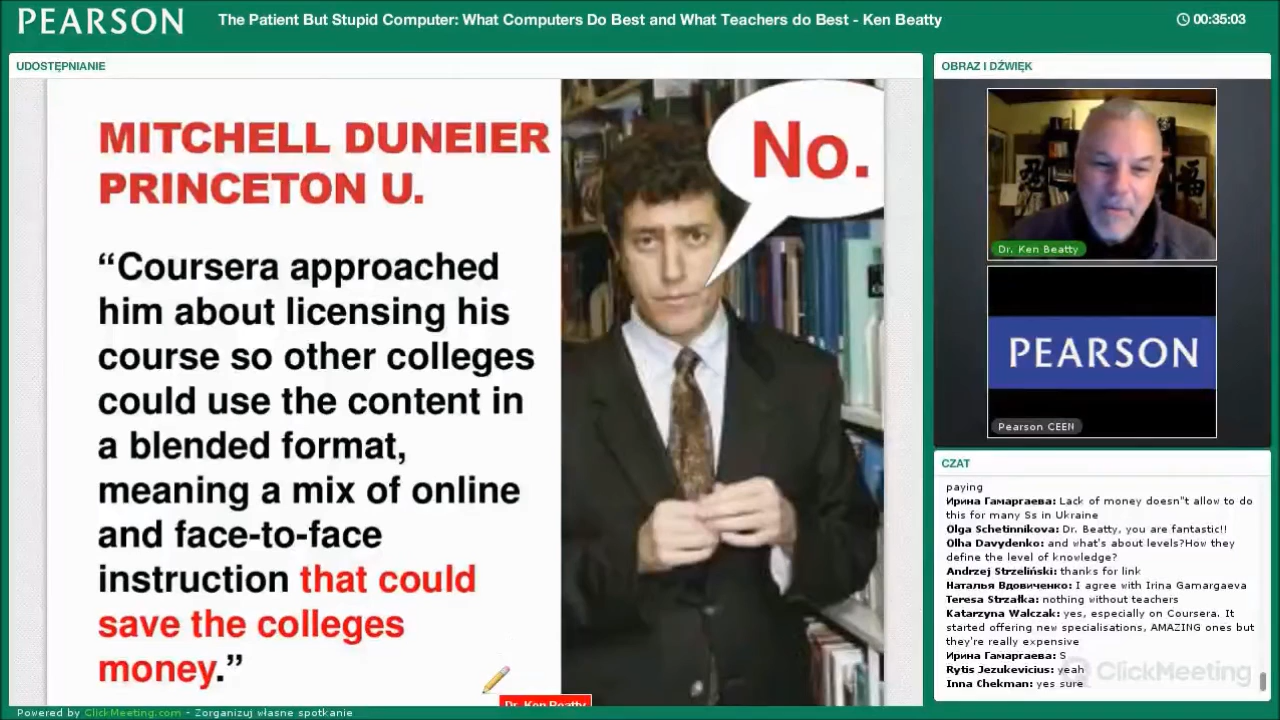 PEARSON
The Patient But Stupid Computer: What Computers Do Best and What Teachers do Best - Ken Beatty
00:35:03
UDOSTĘPNIANIE
MITCHELL DUNEIER
PRINCETON U.
“Coursera approached
him about licensing his
course so other colleges
could use the content in
a blended format,
meaning a mix of online
and face-to-face
instruction that could
save the colleges
money.”
No.
Dr. Ken Beatty
OBRAZ I DŹWIĘK
Dr. Ken Beatty
PEARSON
Pearson CEEN
CZAT
paying
Ирина Гамаргаева: Lack of money doesn"t allow to do
this for many Ss in Ukraine
Olga Schetinnikova: Dr. Beatty, you are fantastic!!
Olha Davydenko: and what's about levels?How they
define the level of knowledge?
Andrzej Strzeliński: thanks for link
Наталья Вдовиченко: I agree with Irina Gamargaeva
Teresa Strzałka: nothing without teachers
Katarzyna Walczak: yes, especially on Coursera. It
started offering new specialisations, AMAZING ones but
they're really expensive
Ирина Гамаргаева: S
Rytis Jezukevicius: yeah
Inna Chekman: yes sure
ClickMeeting
Powered by ClickMeeting.com - Zorganizuj własne spotkanie